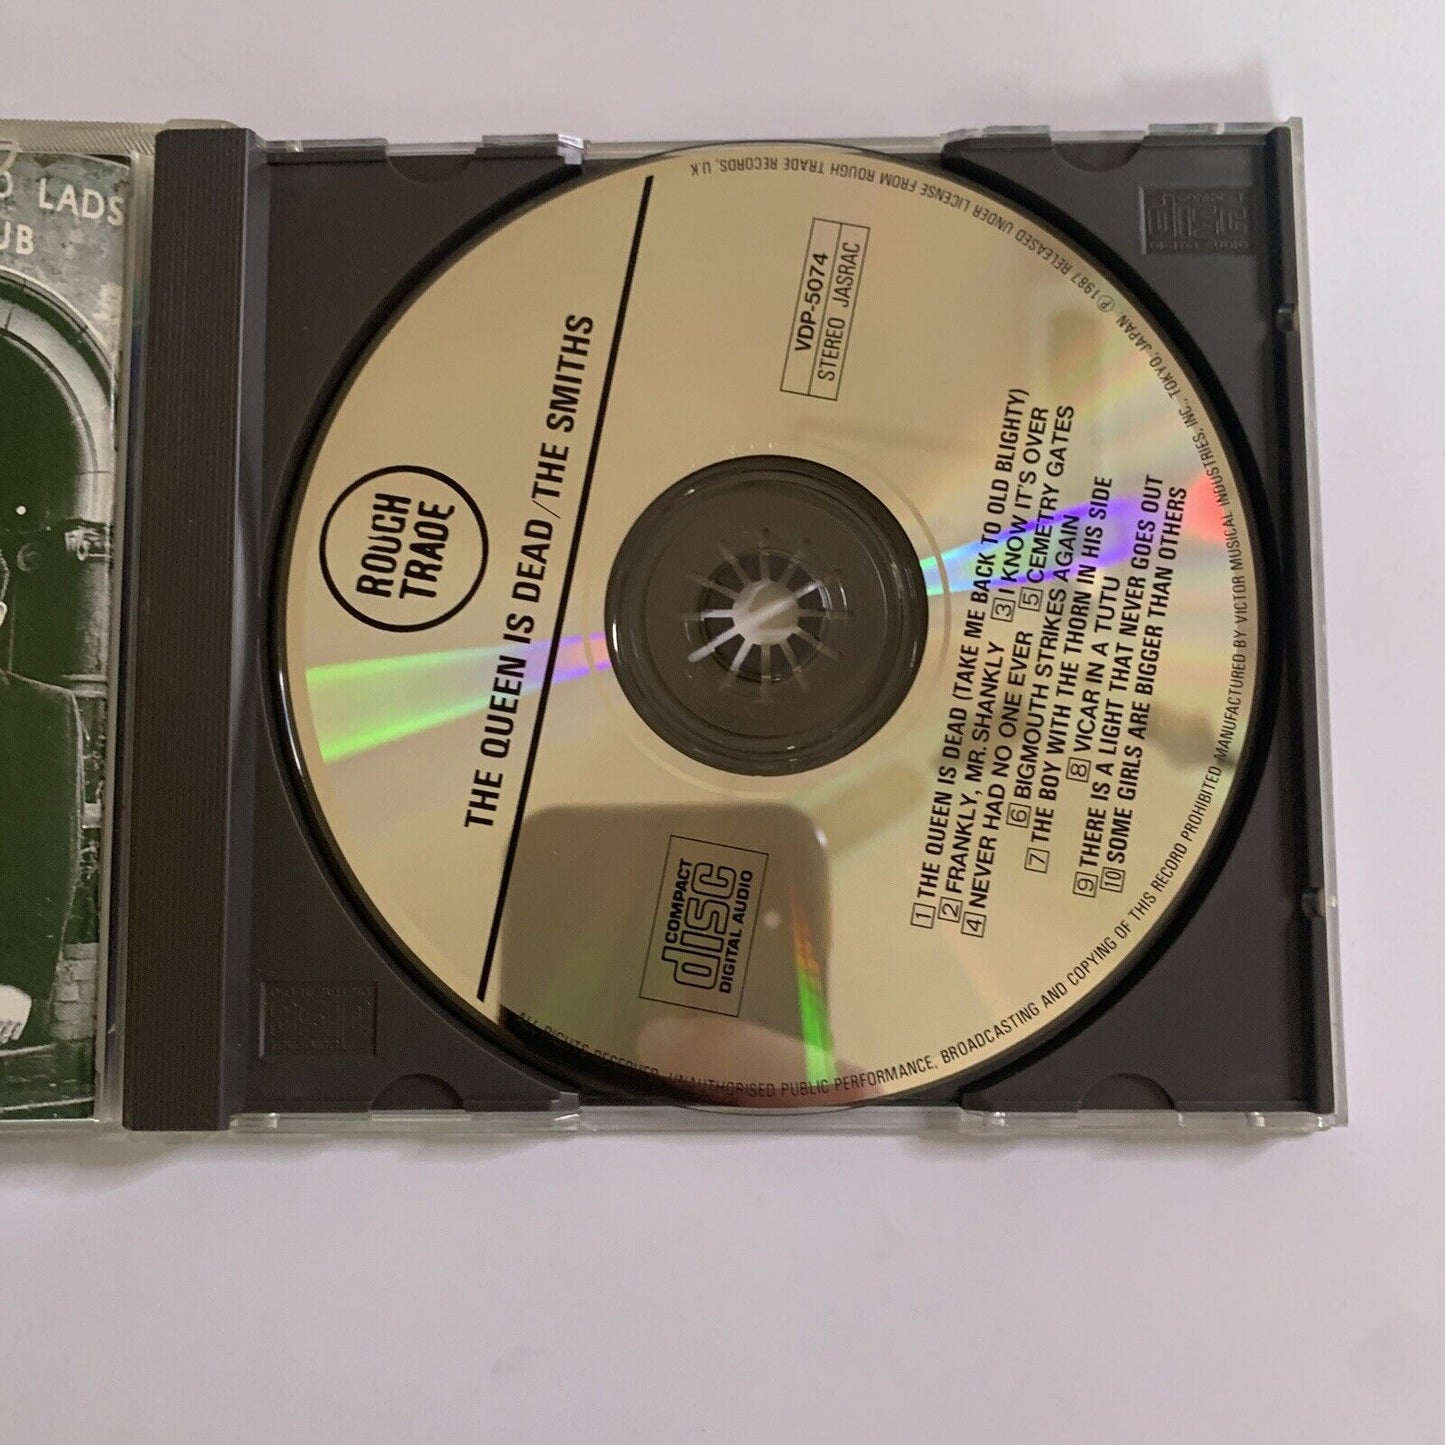 LADS
UB
ROUGH
TRADE
THE QUEEN IS DEAD/THE SMITHS
VDP-5074
STEREO JASRAC
COMPACT
disc
DIGITAL AUDIO
1 THE QUEEN IS DEAD (TAKE ME BACK TO OLD BLIGHTY)
2 FRANKLY, MR. SHANKLY 3 I KNOW IT'S OVER
4 NEVER HAD NO ONE EVER 5 CEMETRY GATES
6 BIGMOUTH STRIKES AGAIN
7 THE BOY WITH THE THORN IN HIS SIDE
8 VICAR IN A TUTU
9 THERE IS A LIGHT THAT NEVER GOES OUT
10 SOME GIRLS ARE BIGGER THAN OTHERS
ALL RIGHTS RESERVED. UNAUTHORISED PUBLIC PERFORMANCE, BROADCASTING AND COPYING OF THIS RECORD PROHIBITED. MANUFACTURED BY VICTOR MUSICAL INDUSTRIES, INC., TOKYO, JAPAN Ⓟ1987 RELEASED UNDER LICENSE FROM ROUGH TRADE RECORDS, U.K